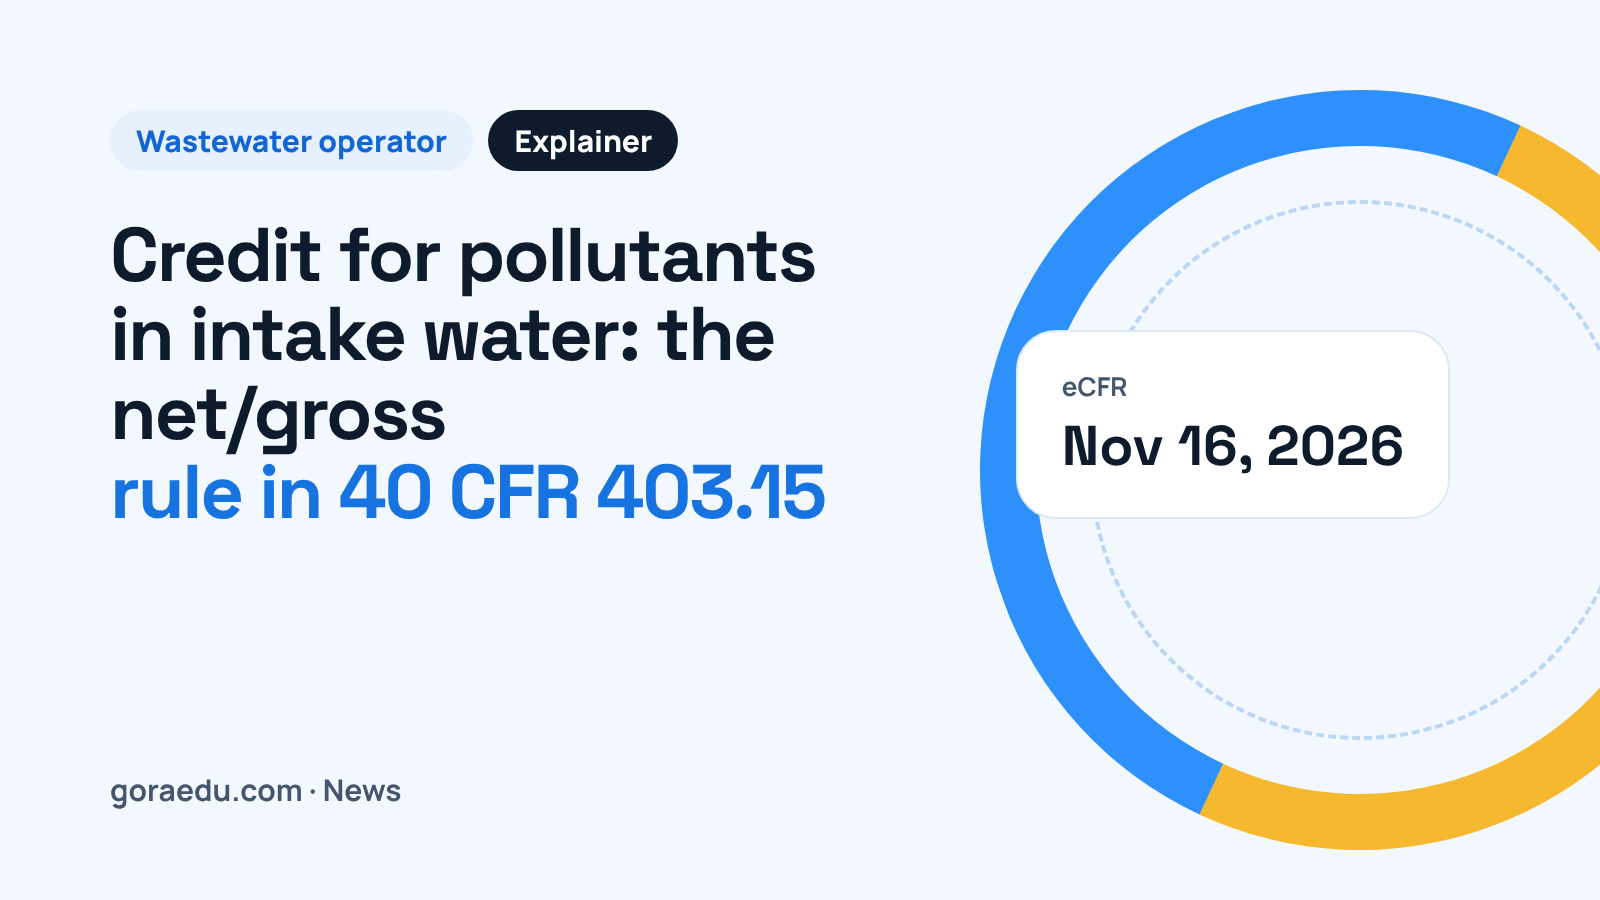 Wastewater operator
Explainer
Credit for pollutants
in intake water: the
net/gross
rule in 40 CFR 403.15
eCFR
Nov 16, 2026
goraedu.com · News